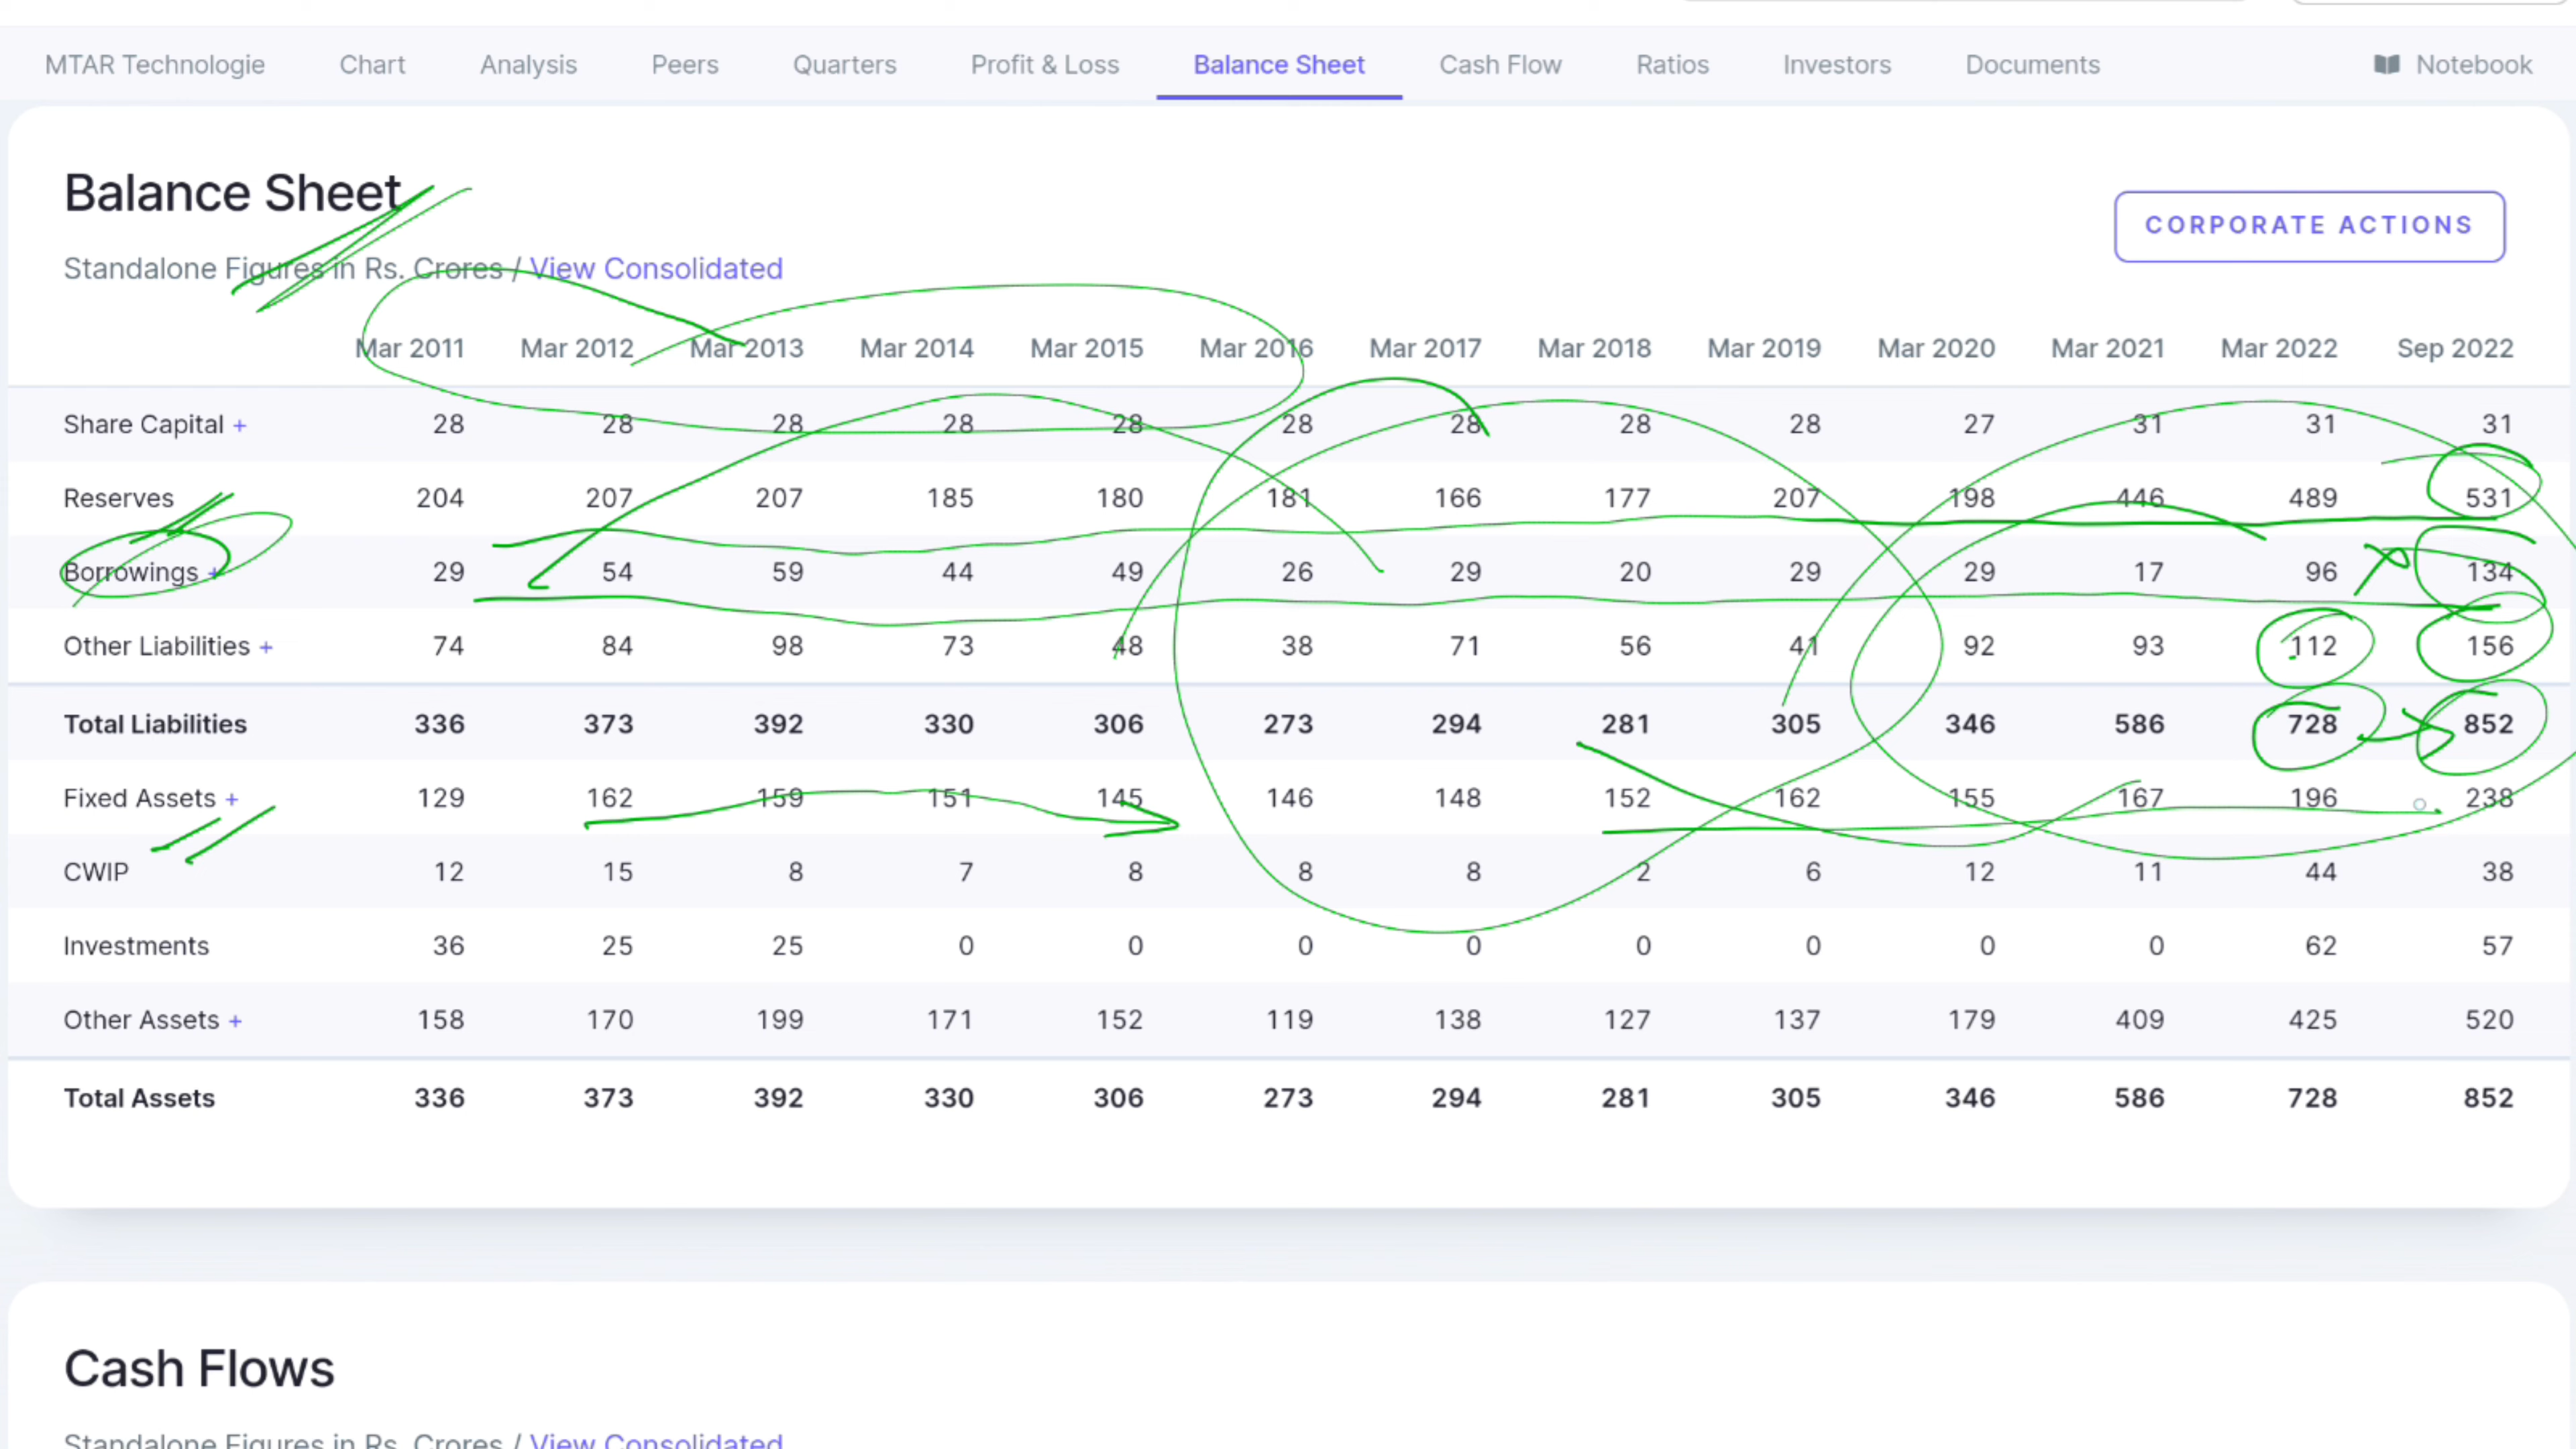 MTAR Technologie Chart Analysis Peers Quarters Profit & Loss Balance Sheet Cash Flow Ratios Investors Documents Notebook
Balance Sheet
CORPORATE ACTIONS
Standalone Figures in Rs. Crores / View Consolidated
Mar 2011 Mar 2012 Mar 2013 Mar 2014 Mar 2015 Mar 2016 Mar 2017 Mar 2018 Mar 2019 Mar 2020 Mar 2021 Mar 2022 Sep 2022
Share Capital + 28 28 28 28 28 28 28 28 28 27 31 31 31
Reserves 204 207 207 185 180 181 166 177 207 198 446 489 531
Borrowings + 29 54 59 44 49 26 29 20 29 29 17 96 134
Other Liabilities + 74 84 98 73 48 38 71 56 41 92 93 112 156
Total Liabilities 336 373 392 330 306 273 294 281 305 346 586 728 852
Fixed Assets + 129 162 159 151 145 146 148 152 162 155 167 196 238
CWIP 12 15 8 7 8 8 8 2 6 12 11 44 38
Investments 36 25 25 0 0 0 0 0 0 0 0 62 57
Other Assets + 158 170 199 171 152 119 138 127 137 179 409 425 520
Total Assets 336 373 392 330 306 273 294 281 305 346 586 728 852
Cash Flows
Standalone Figures in Rs. Crores / View Consolidated